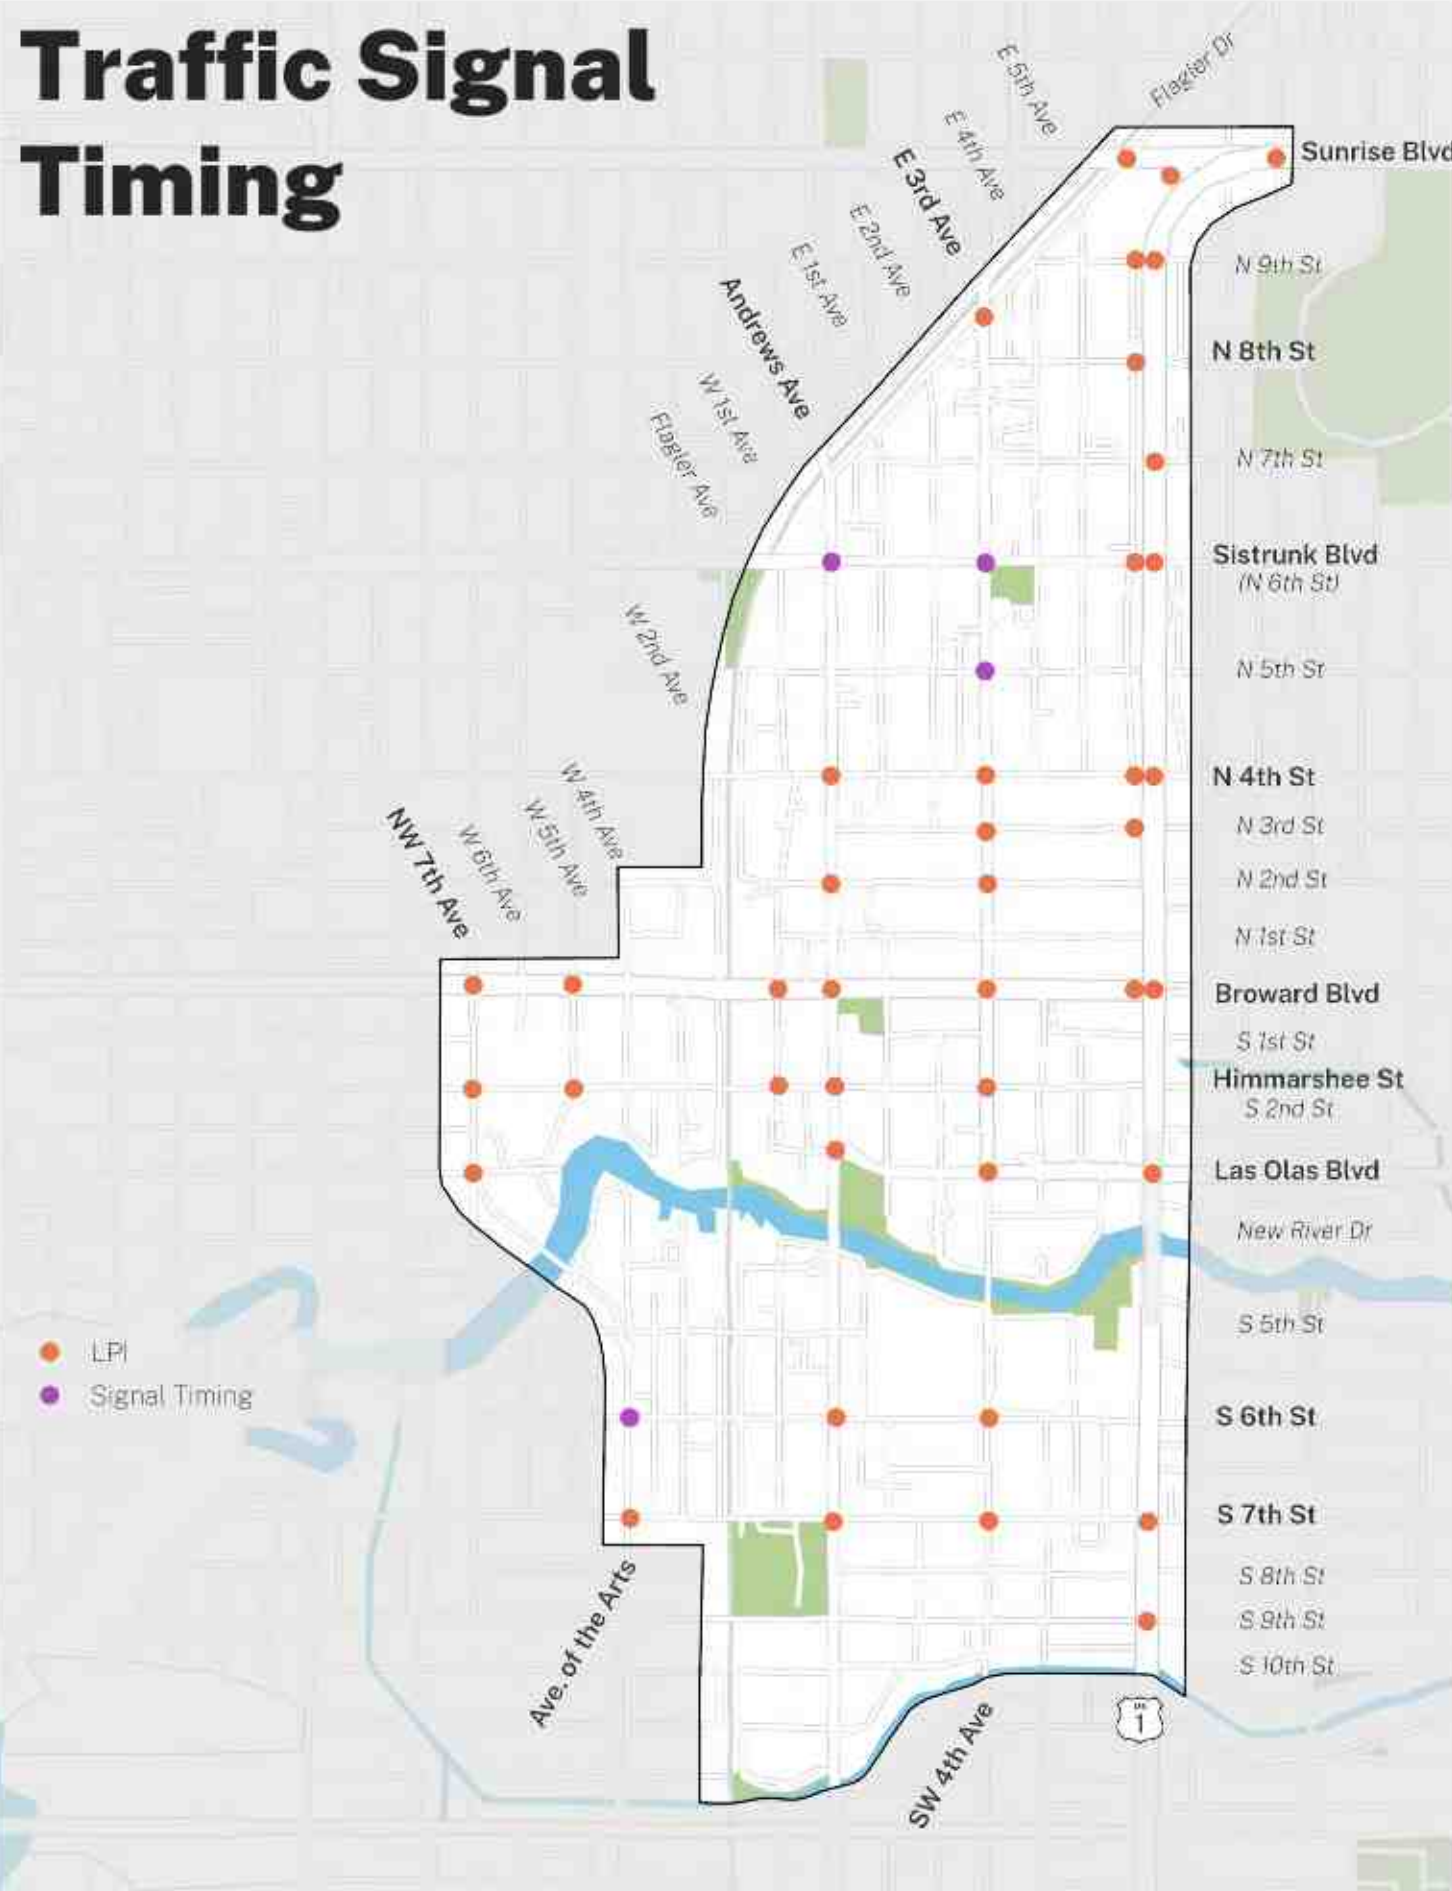 Traffic Signal
Timing
Flagler Dr
E 5th Ave
E 4th Ave
E 3rd Ave
E 2nd Ave
E 1st Ave
Andrews Ave
W 1st Ave
Flagler Ave
W 2nd Ave
W 4th Ave
W 5th Ave
W 6th Ave
NW 7th Ave
Sunrise Blvd
N 9th St
N 8th St
N 7th St
Sistrunk Blvd
(N 6th St)
N 5th St
N 4th St
N 3rd St
N 2nd St
N 1st St
Broward Blvd
S 1st St
Himmarshee St
S 2nd St
Las Olas Blvd
New River Dr
S 5th St
S 6th St
S 7th St
S 8th St
S 9th St
S 10th St
LPI
Signal Timing
Ave. of the Arts
SW 4th Ave
US
1